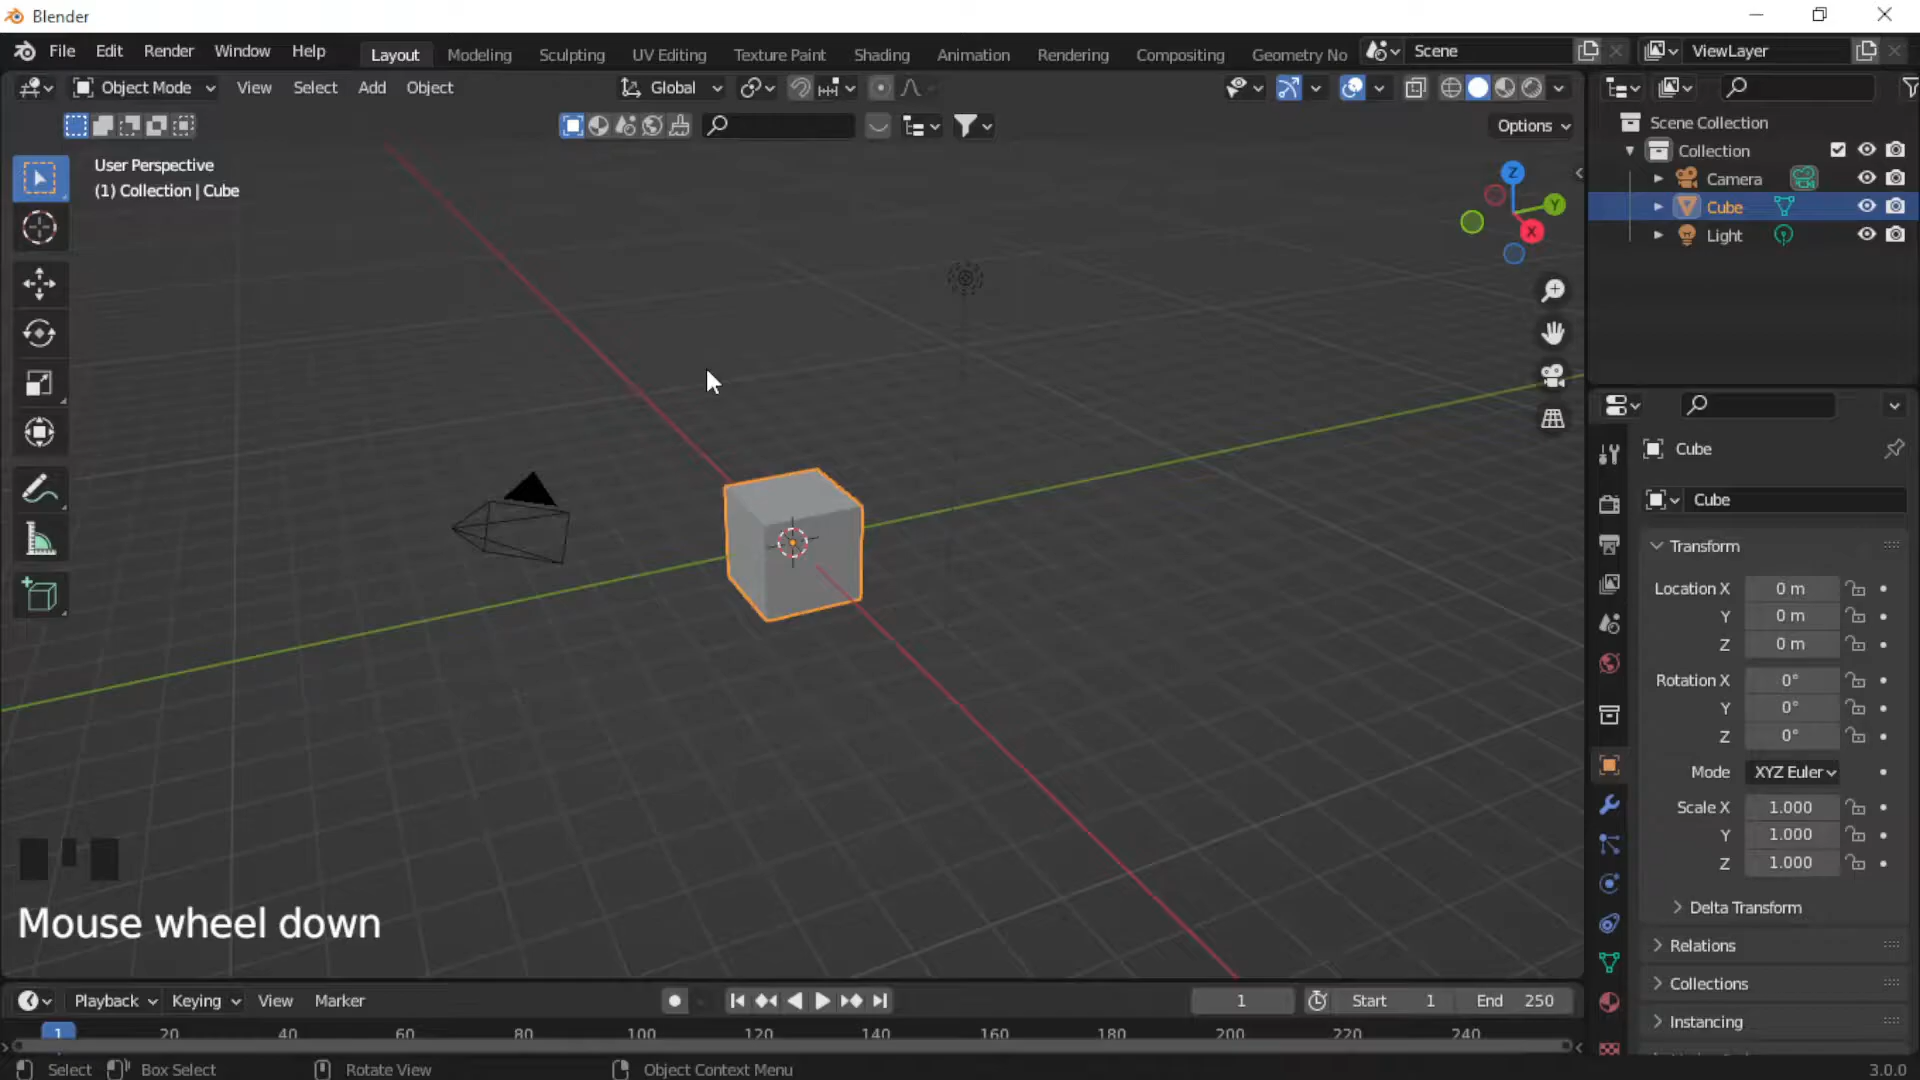 Blender
File Edit Render Window Help Layout Modeling Sculpting UV Editing Texture Paint Shading Animation Rendering Compositing Geometry No Scene ViewLayer
Object Mode View Select Add Object Global
Options
User Perspective
(1) Collection | Cube
Z
Y
X
Scene Collection
Collection
Camera
Cube
Light
Cube
Cube
Transform
Location X 0 m
Y 0 m
Z 0 m
Rotation X 0°
Y 0°
Z 0°
Mode XYZ Euler
Scale X 1.000
Y 1.000
Z 1.000
Delta Transform
Relations
Collections
Instancing
Mouse wheel down
Playback Keying View Marker 1 Start 1 End 250
1 20 40 60 80 100 120 140 160 180 200 220 240
Select Box Select Rotate View Object Context Menu 3.0.0